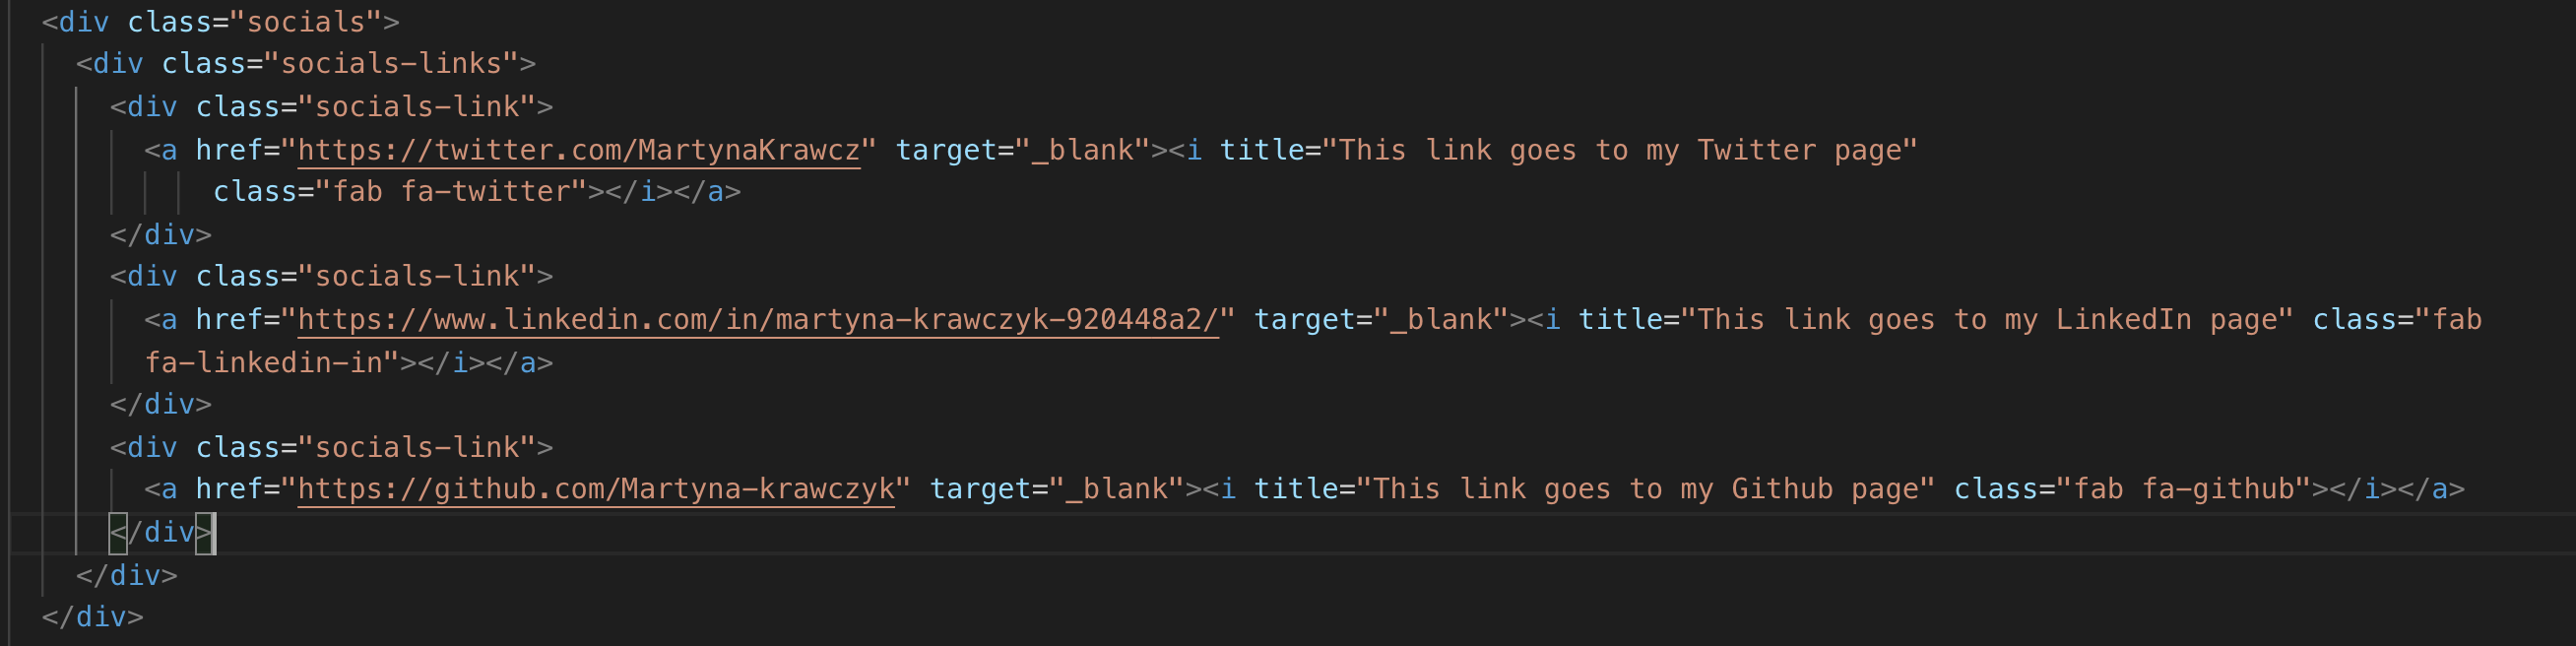 <div class="socials">
<div class="socials-links">
<div class="socials-link">
<a href="https://twitter.com/MartynaKrawcz" target="_blank"><i title="This link goes to my Twitter page"
class="fab fa-twitter"></i></a>
</div>
<div class="socials-link">
<a href="https://www.linkedin.com/in/martyna-krawczyk-920448a2/" target="_blank"><i title="This link goes to my LinkedIn page" class="fab
fa-linkedin-in"></i></a>
</div>
<div class="socials-link">
<a href="https://github.com/Martyna-krawczyk" target="_blank"><i title="This link goes to my Github page" class="fab fa-github"></i></a>
</div>
</div>
</div>